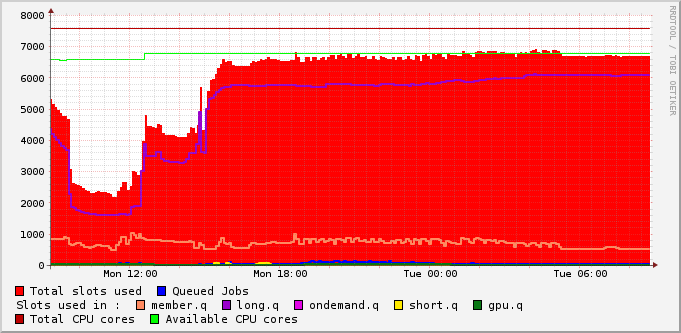 8000
7000
6000
5000
4000
3000
2000
1000
0
Mon 12:00 Mon 18:00 Tue 00:00 Tue 06:00
RRDTOOL / TOBI OETIKER
Total slots used Queued Jobs
Slots used in : member.q long.q ondemand.q short.q gpu.q
Total CPU cores Available CPU cores